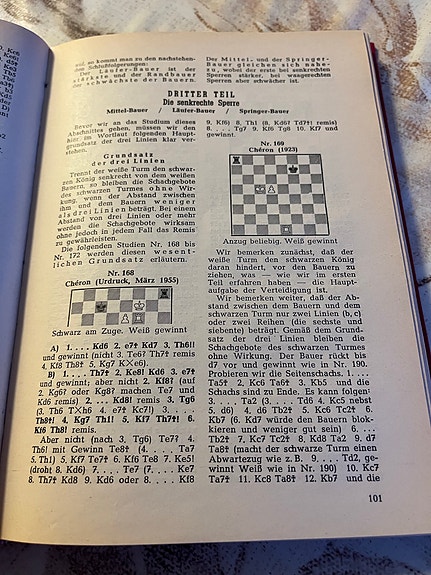 auf, so kommt man zu den nachstehen-
den Schlußfolgerungen:
Der Läufer-Bauer ist der
stärkste, und der Randbauer
der schwächste der Bauern.
Der Mittel- und der Springer-
Bauer gleichen sich nahe-
zu, wobei der erste bei senkrechten
Sperren stärker, bei waagerechten
Sperren aber schwächer ist.
DRITTER TEIL
Die senkrechte Sperre
Mittel-Bauer / Läufer-Bauer / Springer-Bauer
Bevor wir an das Studium dieses
Abschnittes gehen, müssen wir den
im Wortlaut folgenden Haupt-
grundsatz der drei Linien klar ver-
stehen.
Grundsatz
der drei Linien
Trennt der weiße Turm den schwar-
zen König senkrecht von dem weißen
Bauern, so bleiben die Schachgebote
des schwarzen Turmes ohne Wir-
kung, wenn der Abstand zwischen
ihm und dem Bauern weniger
als drei Linien beträgt. Bei einem
Abstand von drei Linien oder mehr
werden die Schachgebote wirksam
ohne jedoch in jedem Fall das Remis
zu gewährleisten.
Die folgenden Studien Nr. 168 bis
Nr. 172 werden diesen wesent-
lichen Grundsatz erläutern.
Nr. 168
Chéron (Urdruck, März 1955)
Schwarz am Zuge. Weiß gewinnt
A) 1. . . . Kd6 2. e7† Kd7 3. Th6!!
und gewinnt (nicht 3. Te6? Th7† remis
4. Kf8 Th8† 5. Kg7 K×e6).
B) 1. . . . Th7† 2. Ke8! Kd6 3. e7†
und gewinnt; aber nicht 2. Kf8? (auf
2. Kg6? oder Kg8? machen Te7 und
Kd6 remis) 2. . . . Kd8! remis 3. Tg6
(3. Th6 T×h6 4. e7† Kc7!) 3. . . .
Th8†! 4. Kg7 Th1! 5. Kf7 Th7†! 6.
Kf6 Th8! remis.
Aber nicht (nach 3. Tg6) Te7? 4.
Th6! mit Gewinn Te8† (4. . . . Ta7
5. Th1) 5. Kf7 Te7† 6. Kf6 Te8 7. Ke5!
(droht 8. Kd6) 7. . . . Te7 (7. . . . Ke7
8. Th7† Kd8 9. Kd6 oder 8. . . . Kf8
9. Kf6) 8. Th1 (8. Kd6? Td7†! remis)
8. . . . Tg7 9. Kf6 Tg8 10. Kf7 und
gewinnt.
Nr. 169
Chéron (1923)
Anzug beliebig. Weiß gewinnt
Wir bemerken zunächst, daß der
weiße Turm den schwarzen König
daran hindert, vor den Bauern zu
ziehen, was — wie wir im ersten
Teil erfahren haben — die Haupt-
aufgabe der Verteidigung ist.
Wir bemerken weiter, daß der Ab-
stand zwischen dem Bauern und dem
schwarzen Turm nur zwei Linien (b, c)
oder zwei Reihen (die sechste und
siebente) beträgt. Gemäß dem Grund-
satz der drei Linien bleiben die
Schachgebote des schwarzen Turmes
ohne Wirkung. Der Bauer rückt bis
d7 vor und gewinnt wie in Nr. 190.
Probieren wir die Seitenschachs. 1. . . .
Ta5† 2. Kc6 Ta6† 3. Kb5 und die
Schachs sind zu Ende. Es kann folgen:
3. . . . Ta2 (3. . . . Td6 4. Kc5 nebst
5. d6) 4. d6 Tb2† 5. Kc6 Tc2† 6.
Kb7 (6. Kd7 würde den Bauern blok-
kieren und weniger gut sein) 6. . . .
Tb2† 7. Kc7 Tc2† 8. Kd8 Ta2 9. d7
Ta8† (macht der schwarze Turm einen
Abwartezug wie z. B. 9. . . . Td2, ge-
winnt Weiß wie in Nr. 190) 10. Kc7
Ta7† 11. Kc8 Ta8† 12. Kb7 und die
101